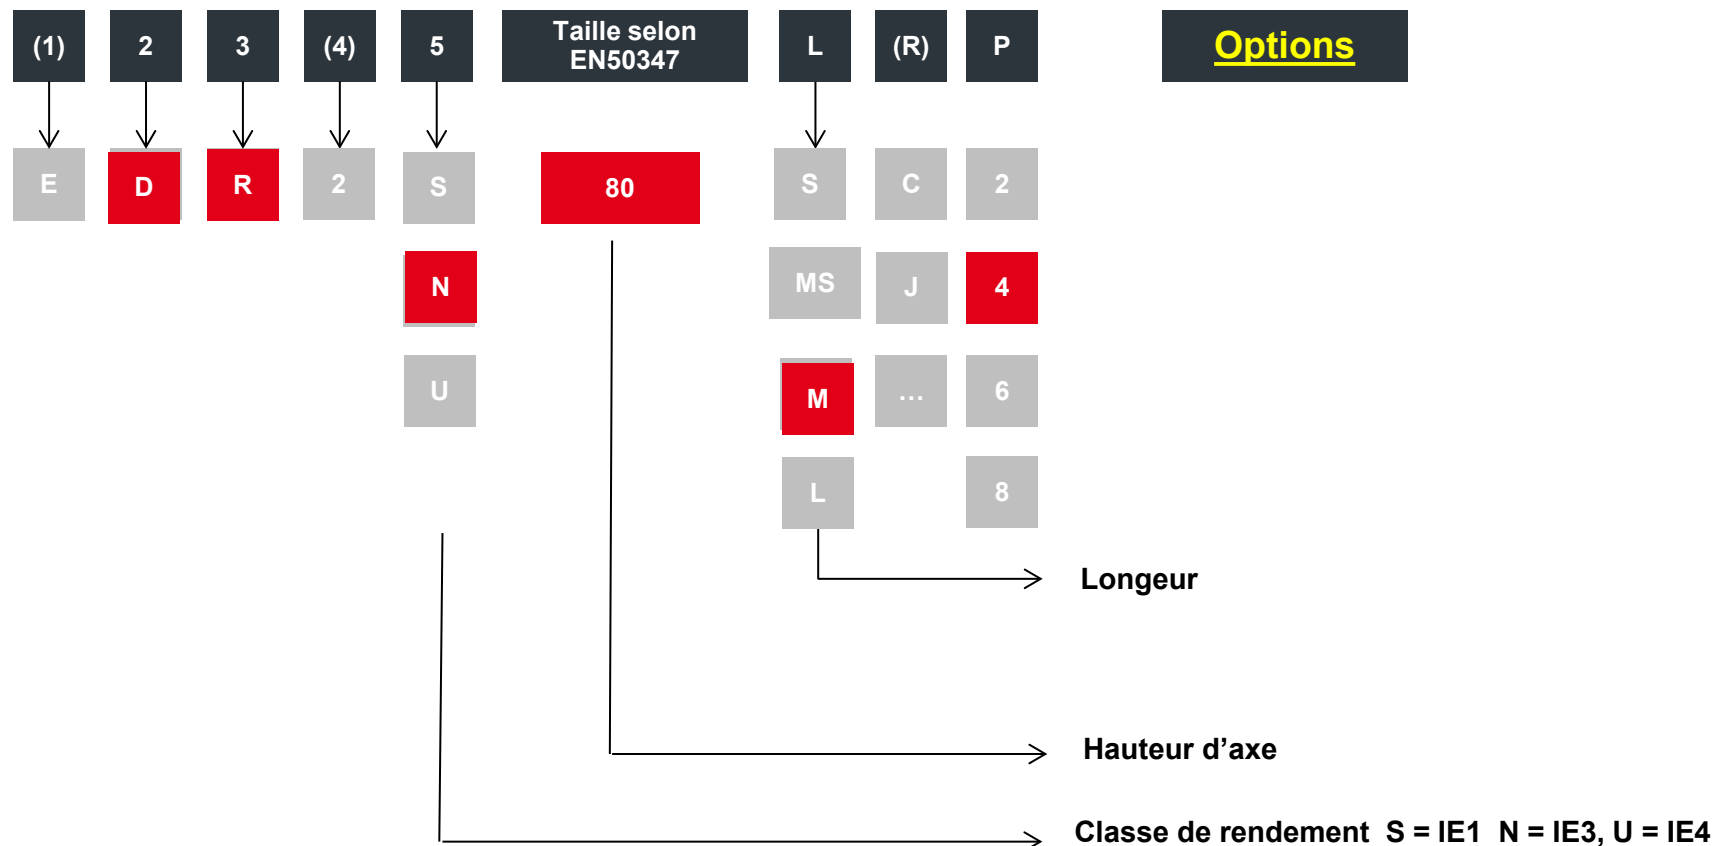 (1) 2 3 (4) 5 Taille selon L (R) P Options
EN50347
E D R 2 S 80 S C 2
N MS J 4
U M ... 6
L 8
Longeur
Hauteur d’axe
Classe de rendement S = IE1 N = IE3, U = IE4